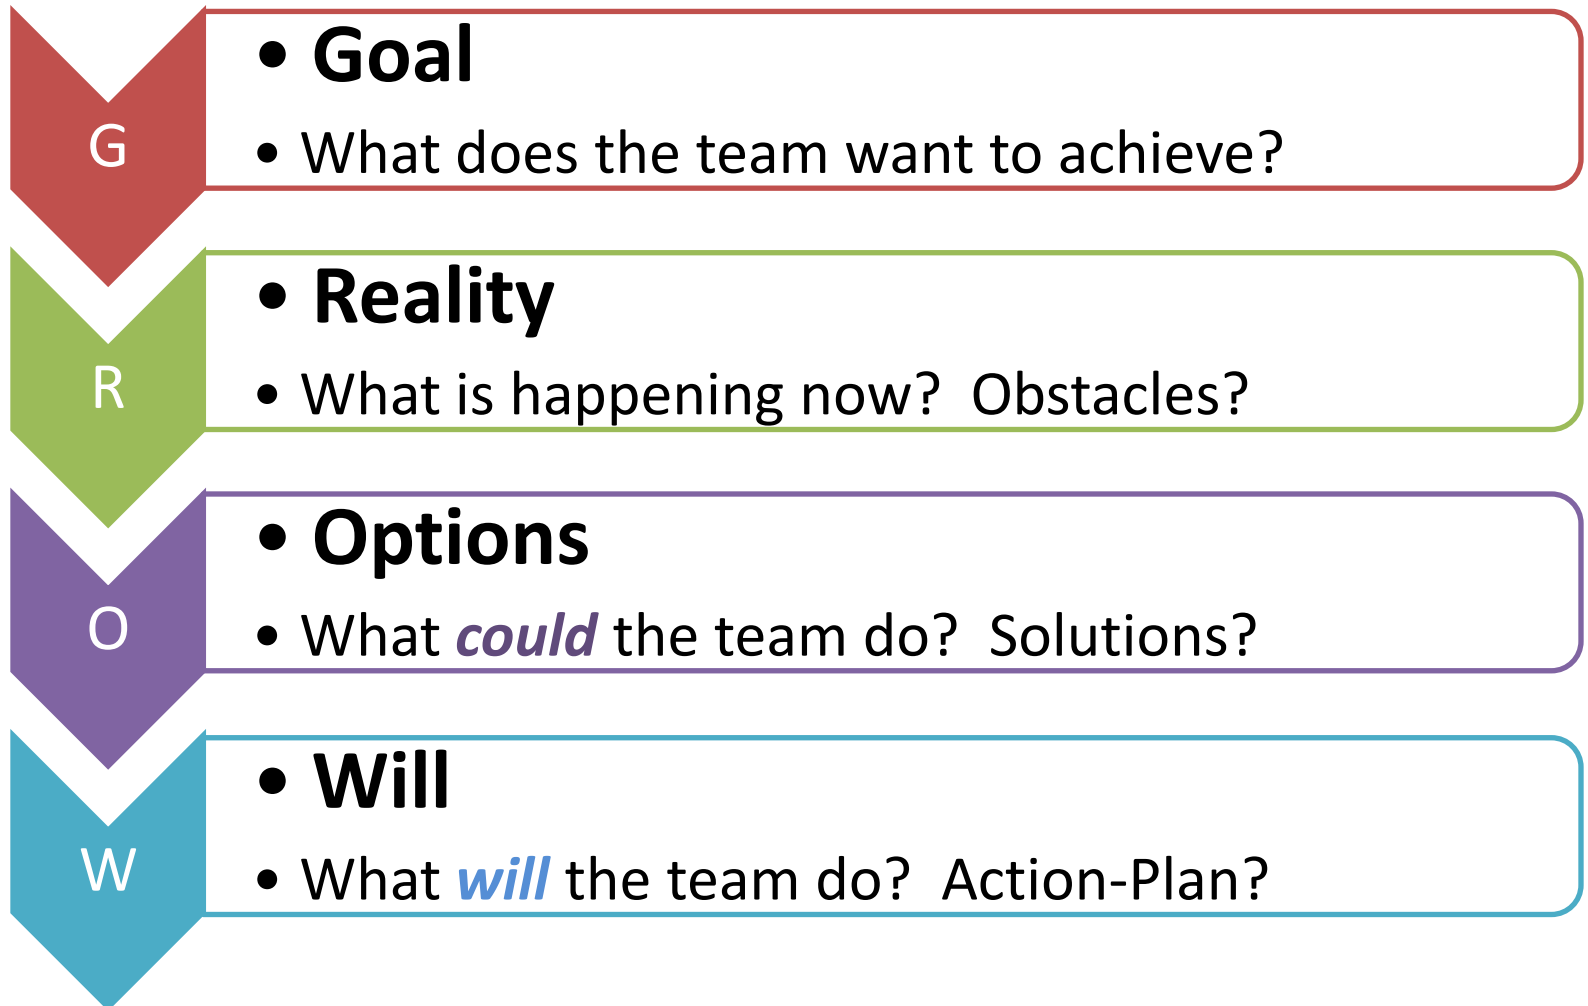 G
• Goal
• What does the team want to achieve?
R
• Reality
• What is happening now?  Obstacles?
O
• Options
• What could the team do?  Solutions?
W
• Will
• What will the team do?  Action-Plan?